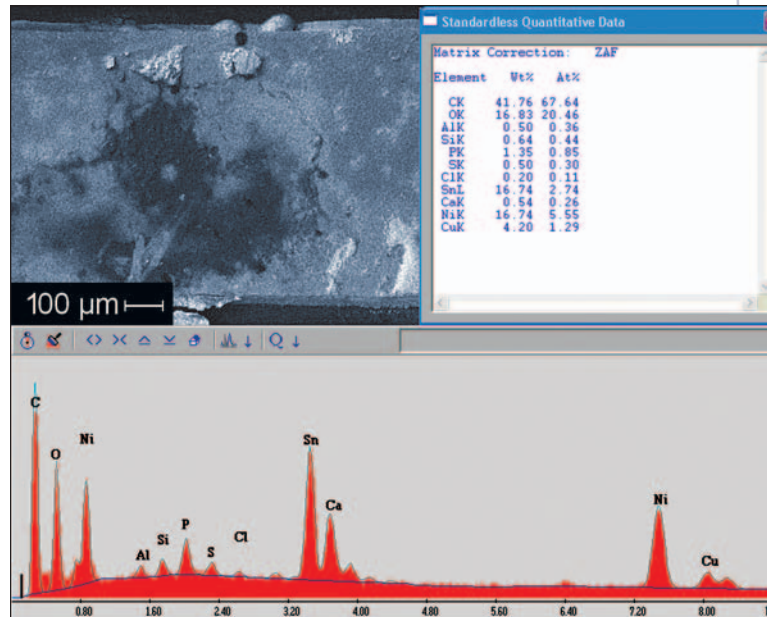 Standardless Quantitative Data
Matrix Correction: ZAF
Element Wt% At%
CK 41.76 67.64
OK 16.83 20.46
AlK 0.50 0.36
SiK 0.64 0.44
PK 1.35 0.85
SK 0.50 0.30
ClK 0.20 0.11
SnL 16.74 2.74
CaK 0.54 0.26
NiK 16.74 5.55
CuK 4.20 1.29
100 µm
Q
C
O
Ni
Al
Si
P
S
Cl
Sn
Ca
Ni
Cu
0.80 1.60 2.40 3.20 4.00 4.80 5.60 6.40 7.20 8.00